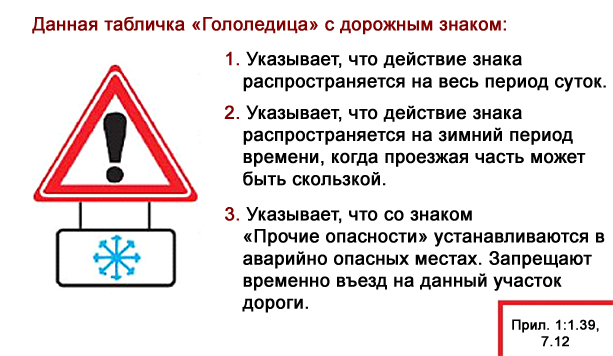 Данная табличка «Гололедица» с дорожным знаком:
1. Указывает, что действие знака
распространяется на весь период суток.
2. Указывает, что действие знака
распространяется на зимний период
времени, когда проезжая часть может
быть скользкой.
3. Указывает, что со знаком
«Прочие опасности» устанавливаются в
аварийно опасных местах. Запрещают
временно въезд на данный участок
дороги.
Прил. 1:1.39,
7.12